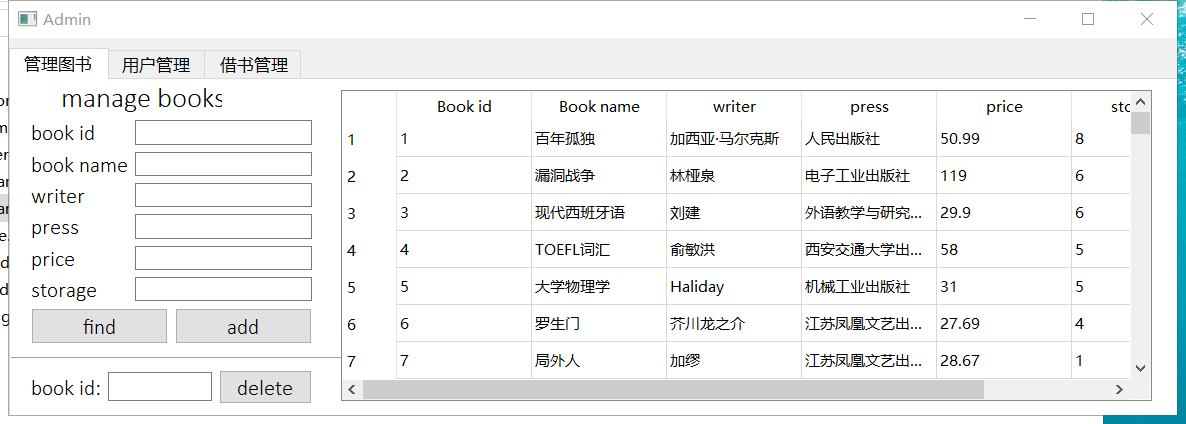 Admin
管理图书 用户管理 借书管理
manage books
book id
book name
writer
press
price
storage
find add
book id: delete
Book id Book name writer press price
1 1 百年孤独 加西亚·马尔克斯 人民出版社 50.99 8
2 2 漏洞战争 林桠泉 电子工业出版社 119 6
3 3 现代西班牙语 刘建 外语教学与研究... 29.9 6
4 4 TOEFL词汇 俞敏洪 西安交通大学出... 58 5
5 5 大学物理学 Haliday 机械工业出版社 31 5
6 6 罗生门 芥川龙之介 江苏凤凰文艺出... 27.69 4
7 7 局外人 加缪 江苏凤凰文艺出... 28.67 1